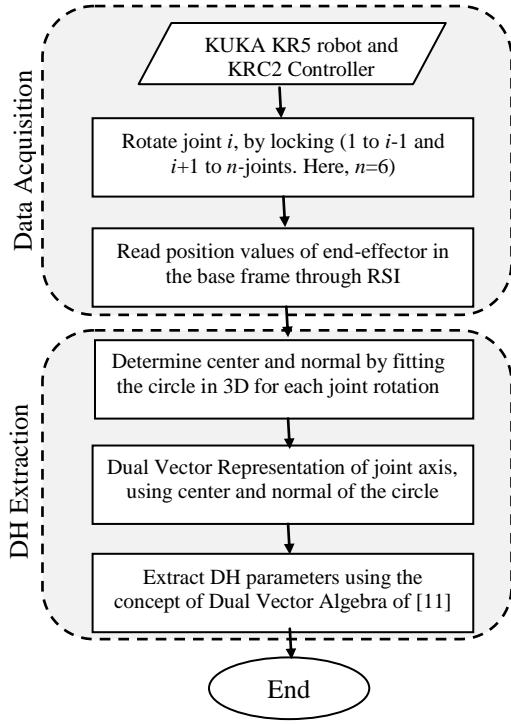 Data Acquisition
KUKA KR5 robot and
KRC2 Controller
Rotate joint i, by locking (1 to i-1 and
i+1 to n-joints. Here, n=6)
Read position values of end-effector in
the base frame through RSI
DH Extraction
Determine center and normal by fitting
the circle in 3D for each joint rotation
Dual Vector Representation of joint axis,
using center and normal of the circle
Extract DH parameters using the
concept of Dual Vector Algebra of [11]
End